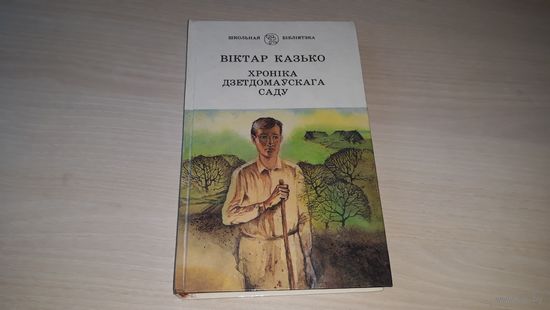 ШКОЛЬНАЯ БІБЛІЯТЭКА
ВІКТАР КАЗЬКО
ХРОНІКА
ДЗЕТДОМАЎСКАГА
САДУ